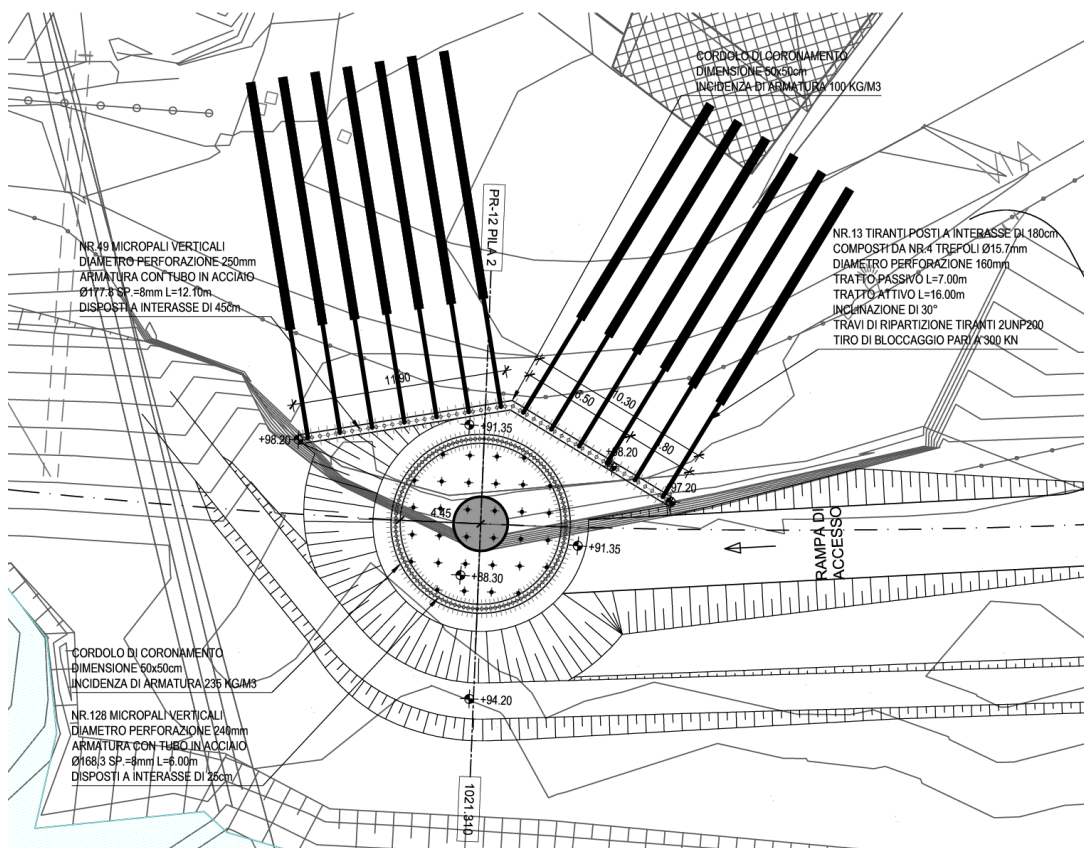 CORDOLO DI CORONAMENTO
DIMENSIONE 50x50cm
INCIDENZA DI ARMATURA 100 KG/M3
PR-12 PILA 2
NR.49 MICROPALI VERTICALI
DIAMETRO PERFORAZIONE 250mm
ARMATURA CON TUBO IN ACCIAIO
Ø177.8 SP.=8mm L=12.10m
DISPOSTI A INTERASSE DI 45cm
NR.13 TIRANTI POSTI A INTERASSE DI 180cm
COMPOSTI DA NR.4 TREFOLI Ø15.7mm
DIAMETRO PERFORAZIONE 160mm
TRATTO PASSIVO L=7.00m
TRATTO ATTIVO L=16.00m
INCLINAZIONE DI 30°
TRAVI DI RIPARTIZIONE TIRANTI 2UNP200
TIRO DI BLOCCAGGIO PARI A 300 KN
11.90
10.30
+98.20
+91.35
+97.20
4.45
+91.35
+88.30
RAMPA DI
ACCESSO
CORDOLO DI CORONAMENTO
DIMENSIONE 50x50cm
INCIDENZA DI ARMATURA 235 KG/M3
+94.20
NR.128 MICROPALI VERTICALI
DIAMETRO PERFORAZIONE 240mm
ARMATURA CON TUBO IN ACCIAIO
Ø168.3 SP.=8mm L=6.00m
DISPOSTI A INTERASSE DI 25cm
1021.310